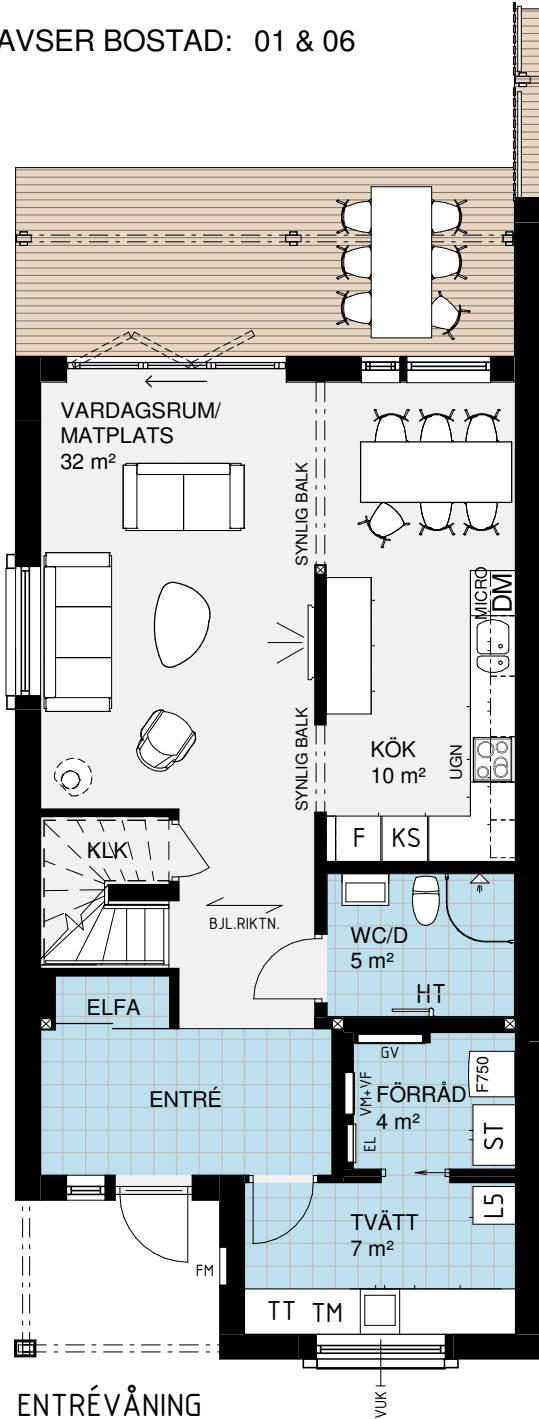 AVSER BOSTAD: 01 & 06
VARDAGSRUM/
MATPLATS
32 m²
SYNLIG BALK
MICRO
DM
SYNLIG BALK
KÖK
10 m²
UGN
F
KS
KLK
BJL.RIKTN.
WC/D
5 m²
HT
ELFA
ENTRÉ
GV
VM+VF
EL
FÖRRÅD
4 m²
F750
ST
L5
TVÄTT
7 m²
FM
TT
TM
VUK
ENTRÉVÅNING